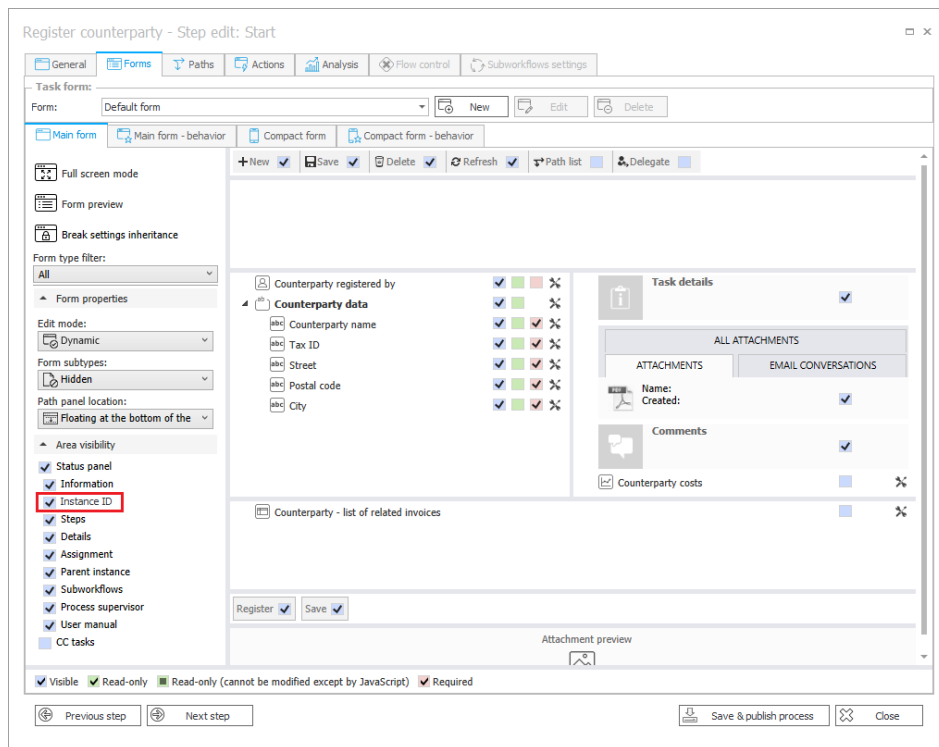 Register counterparty - Step edit: Start
General Forms Paths Actions Analysis Flow control Subworkflows settings
Task form:
Form: Default form New Edit Delete
Main form Main form - behavior Compact form Compact form - behavior
New Save Delete Refresh Path list Delegate
Full screen mode
Form preview
Break settings inheritance
Form type filter:
All
Form properties
Edit mode:
Dynamic
Form subtypes:
Hidden
Path panel location:
Floating at the bottom of the
Area visibility
Status panel
Information
Instance ID
Steps
Details
Assignment
Parent instance
Subworkflows
Process supervisor
User manual
CC tasks
Counterparty registered by
Counterparty data
abc Counterparty name
abc Tax ID
abc Street
abc Postal code
abc City
Task details
ALL ATTACHMENTS
ATTACHMENTS EMAIL CONVERSATIONS
Name:
Created:
Comments
Counterparty costs
Counterparty - list of related invoices
Register Save
Attachment preview
Visible Read-only Read-only (cannot be modified except by JavaScript) Required
Previous step Next step Save & publish process Close